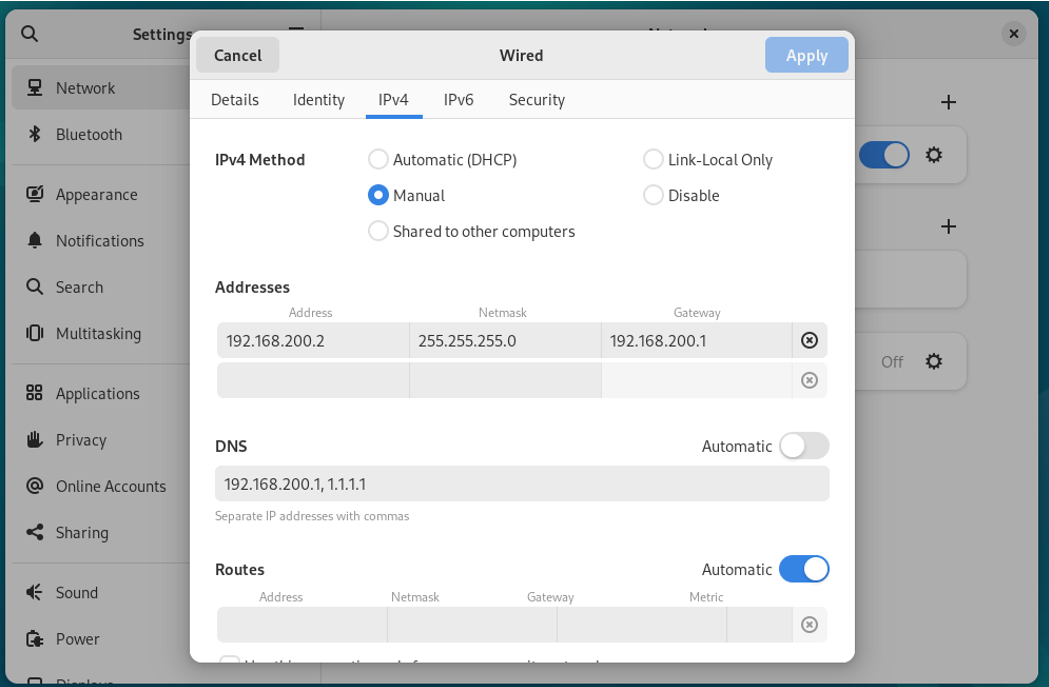 Settings
Cancel
Wired
Apply
Network
Bluetooth
Appearance
Notifications
Search
Multitasking
Applications
Privacy
Online Accounts
Sharing
Sound
Power
Displays
Details
Identity
IPv4
IPv6
Security
IPv4 Method
Automatic (DHCP)
Link-Local Only
Manual
Disable
Shared to other computers
Addresses
Address
Netmask
Gateway
192.168.200.2
255.255.255.0
192.168.200.1
DNS
Automatic
192.168.200.1, 1.1.1.1
Separate IP addresses with commas
Routes
Automatic
Address
Netmask
Gateway
Metric
Off